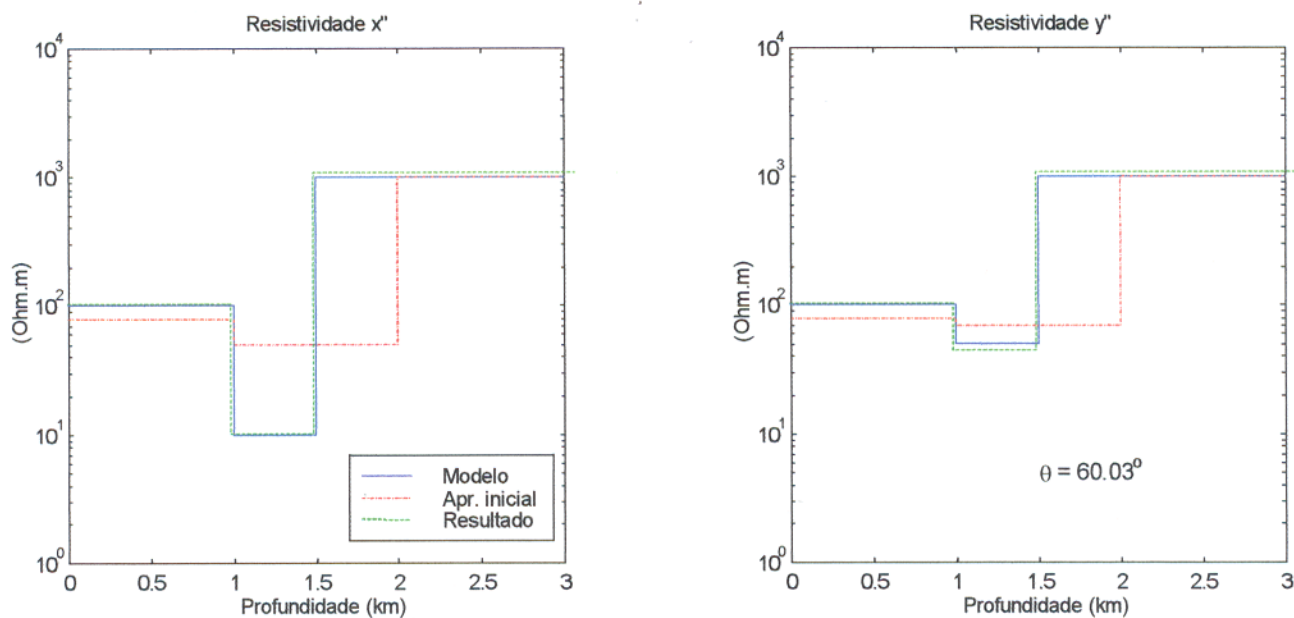 Resistividade x"
10^4
10^3
10^2
10^1
10^0
(Ohm.m)
0 0.5 1 1.5 2 2.5 3
Profundidade (km)
Modelo
Apr. inicial
Resultado
Resistividade y"
10^4
10^3
10^2
10^1
10^0
(Ohm.m)
θ = 60.03°
0 0.5 1 1.5 2 2.5 3
Profundidade (km)